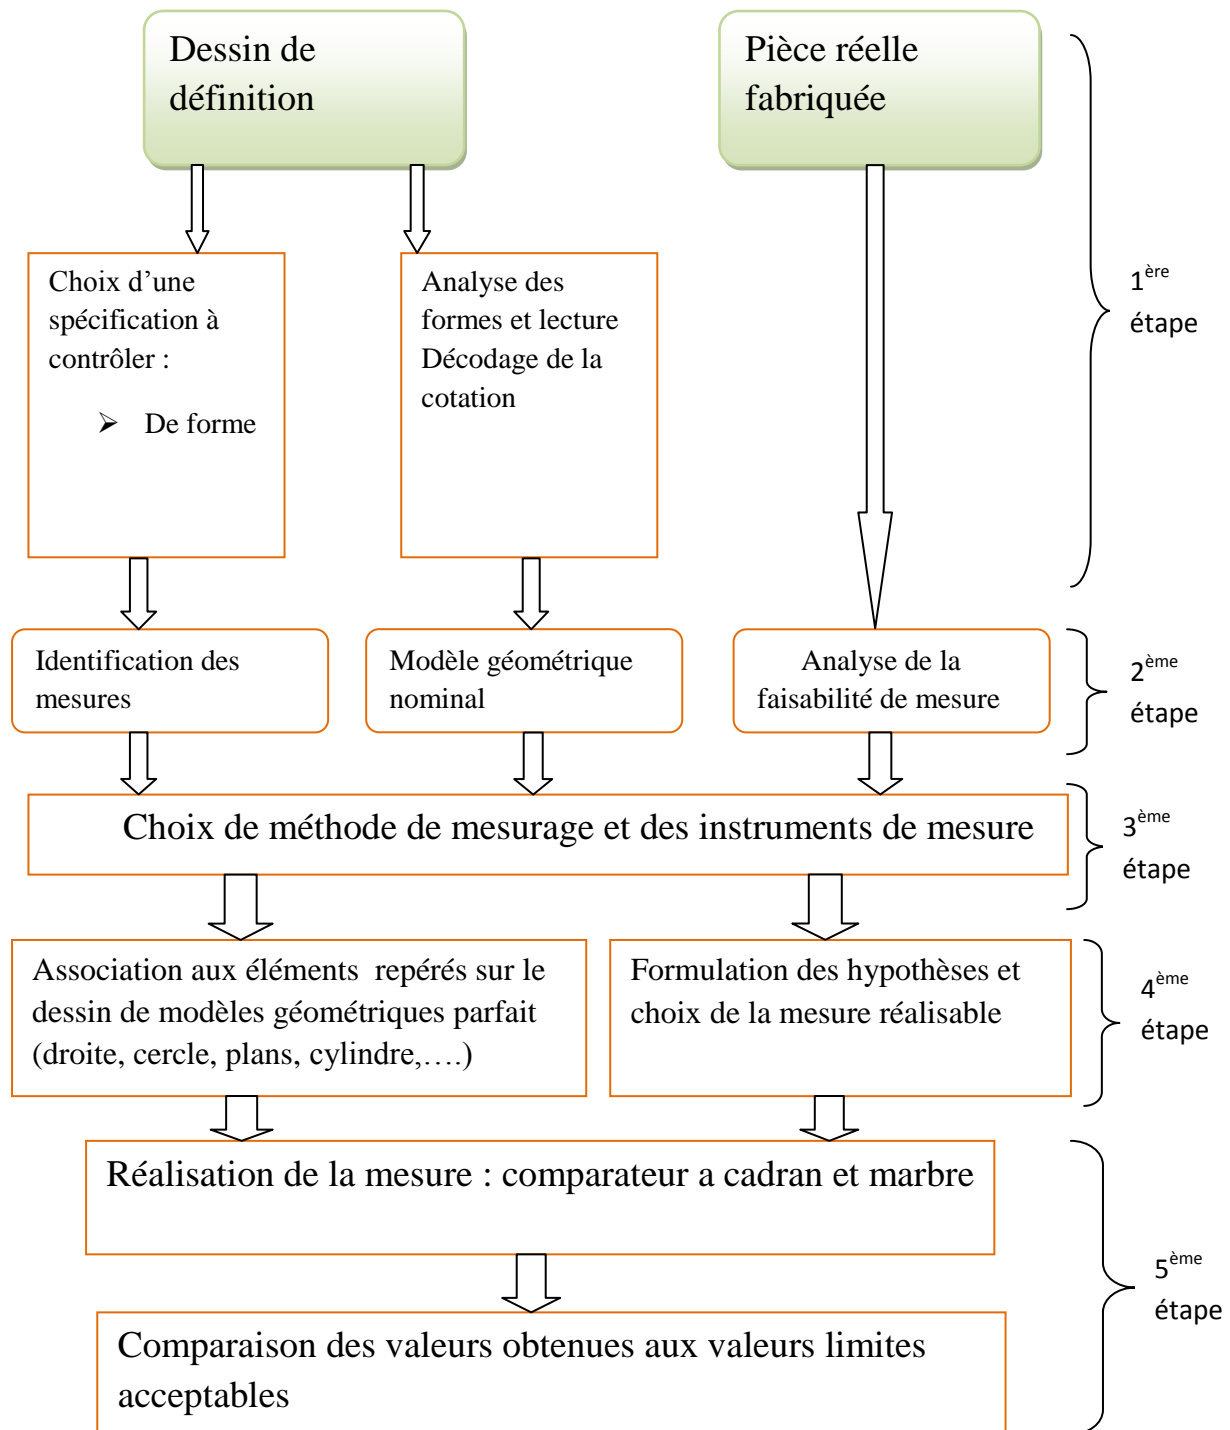 Dessin de
définition
Pièce réelle
fabriquée
Choix d’une
spécification à
contrôler :
➢ De forme
Analyse des
formes et lecture
Décodage de la
cotation
1ère
étape
Identification des
mesures
Modèle géométrique
nominal
Analyse de la
faisabilité de mesure
2ème
étape
Choix de méthode de mesurage et des instruments de mesure
3ème
étape
Association aux éléments repérés sur le
dessin de modèles géométriques parfait
(droite, cercle, plans, cylindre,….)
Formulation des hypothèses et
choix de la mesure réalisable
4ème
étape
Réalisation de la mesure : comparateur a cadran et marbre
Comparaison des valeurs obtenues aux valeurs limites
acceptables
5ème
étape